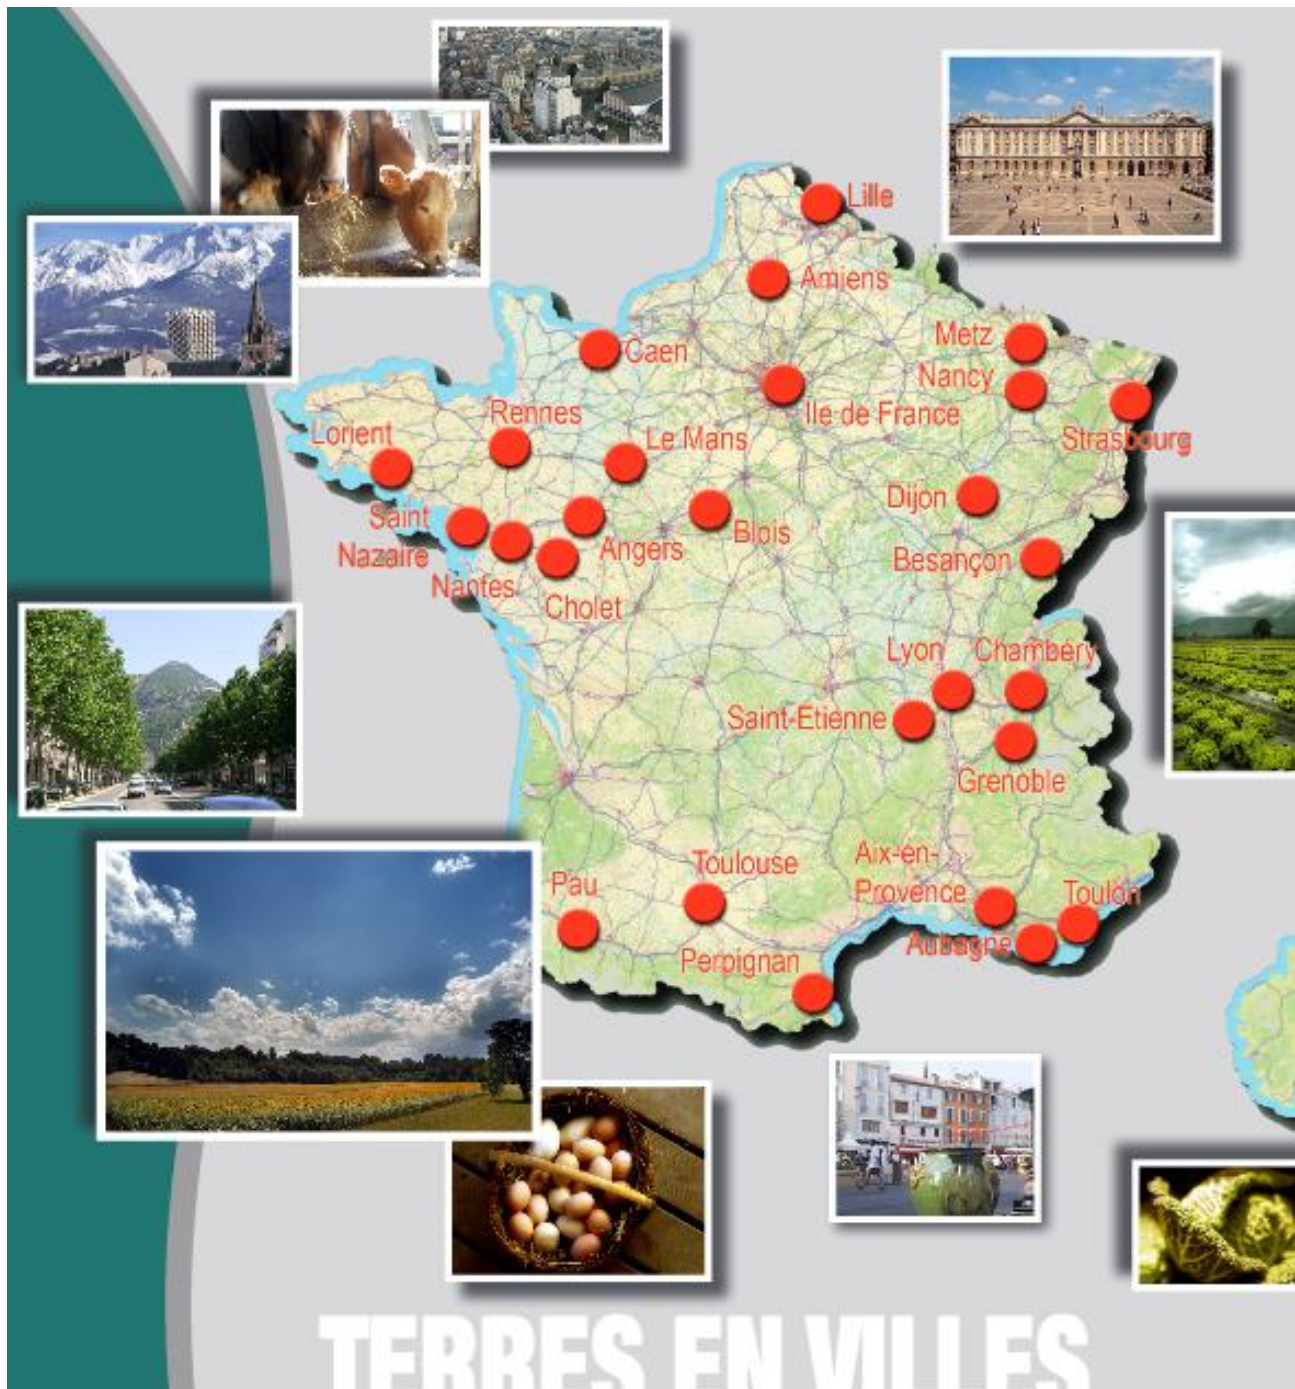 Lille
Amiens
Metz
Caen
Nancy
Ile de France
Rennes
Le Mans
Lorient
Strasbourg
Dijon
Saint
Nazaire
Blois
Angers
Besançon
Nantes
Cholet
Lyon
Chambéry
Saint-Etienne
Grenoble
Aix-en-
Provence
Toulouse
Pau
Toulon
Aubagne
Perpignan
TERRES EN VILLES